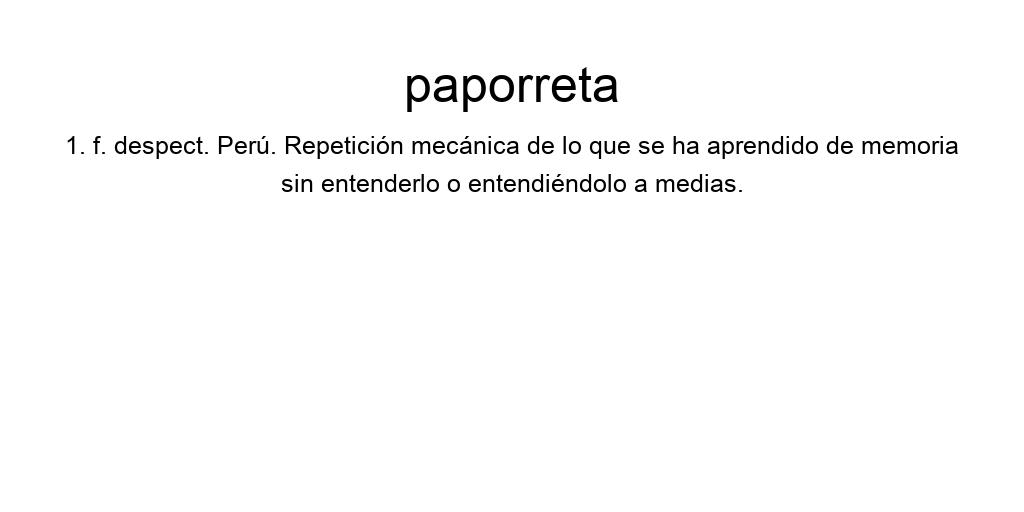 paporreta
1. f. despect. Perú. Repetición mecánica de lo que se ha aprendido de memoria
sin entenderlo o entendiéndolo a medias.